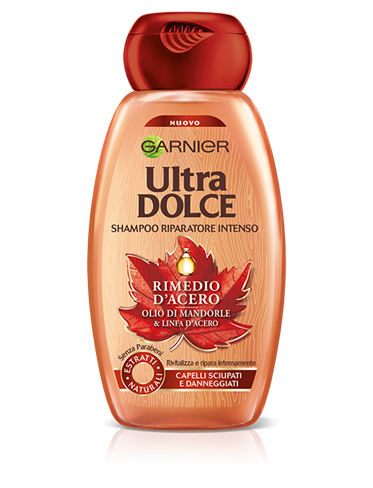 NUOVO
GARNIER
Ultra
DOLCE
SHAMPOO RIPARATORE INTENSO
RIMEDIO
D'ACERO
OLIO DI MANDORLE
& LINFA D'ACERO
Senza Parabeni
ESTRATTI
NATURALI
Rivitalizza e ripara intensamente
CAPELLI SCIUPATI
E DANNEGGIATI